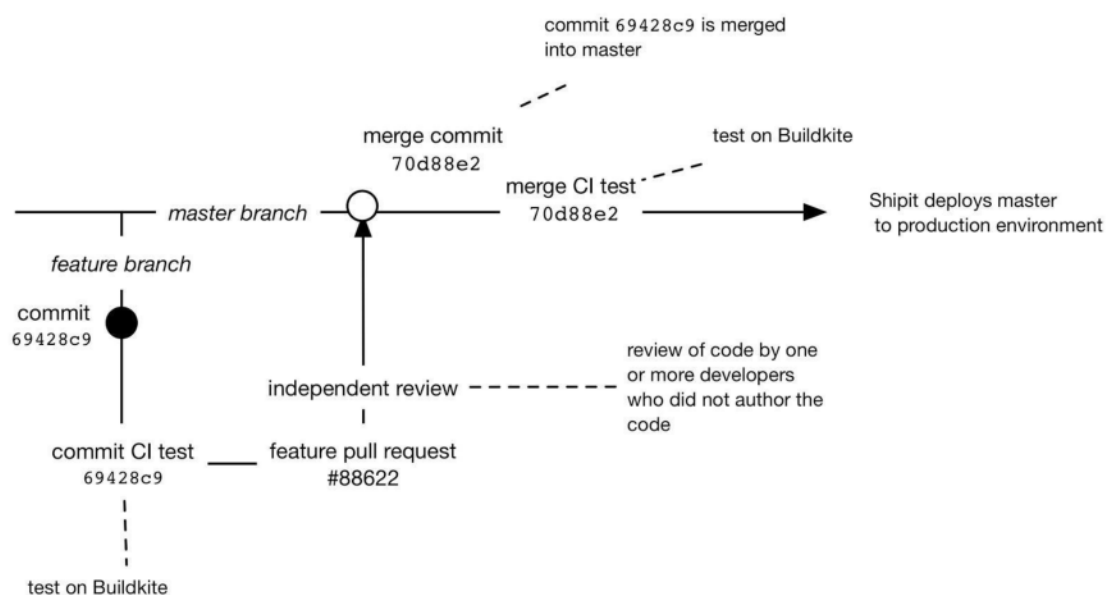 commit 69428c9 is merged
into master
merge commit
70d88e2
test on Buildkite
merge CI test
70d88e2
master branch
Shipit deploys master
to production environment
feature branch
commit
69428c9
review of code by one
or more developers
who did not author the
code
independent review
commit CI test
69428c9
feature pull request
#88622
test on Buildkite